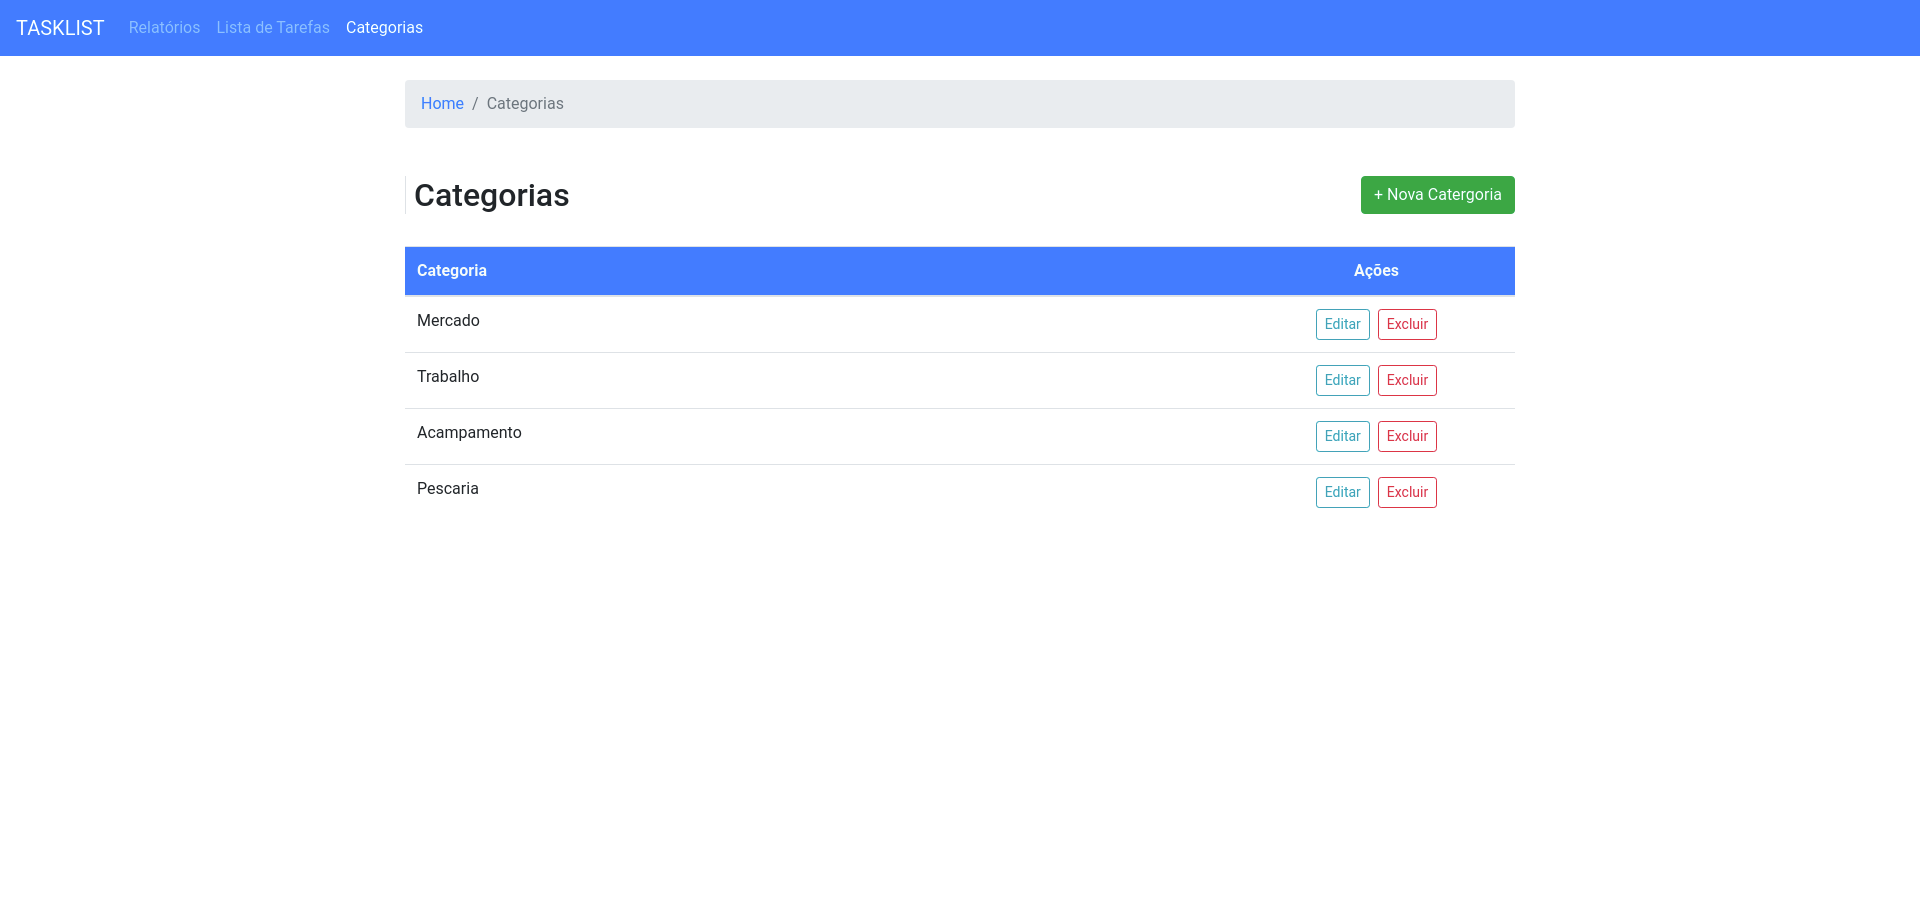 TASKLIST Relatórios Lista de Tarefas Categorias
Home / Categorias
Categorias
+ Nova Catergoria
Categoria Ações
Mercado Editar Excluir
Trabalho Editar Excluir
Acampamento Editar Excluir
Pescaria Editar Excluir